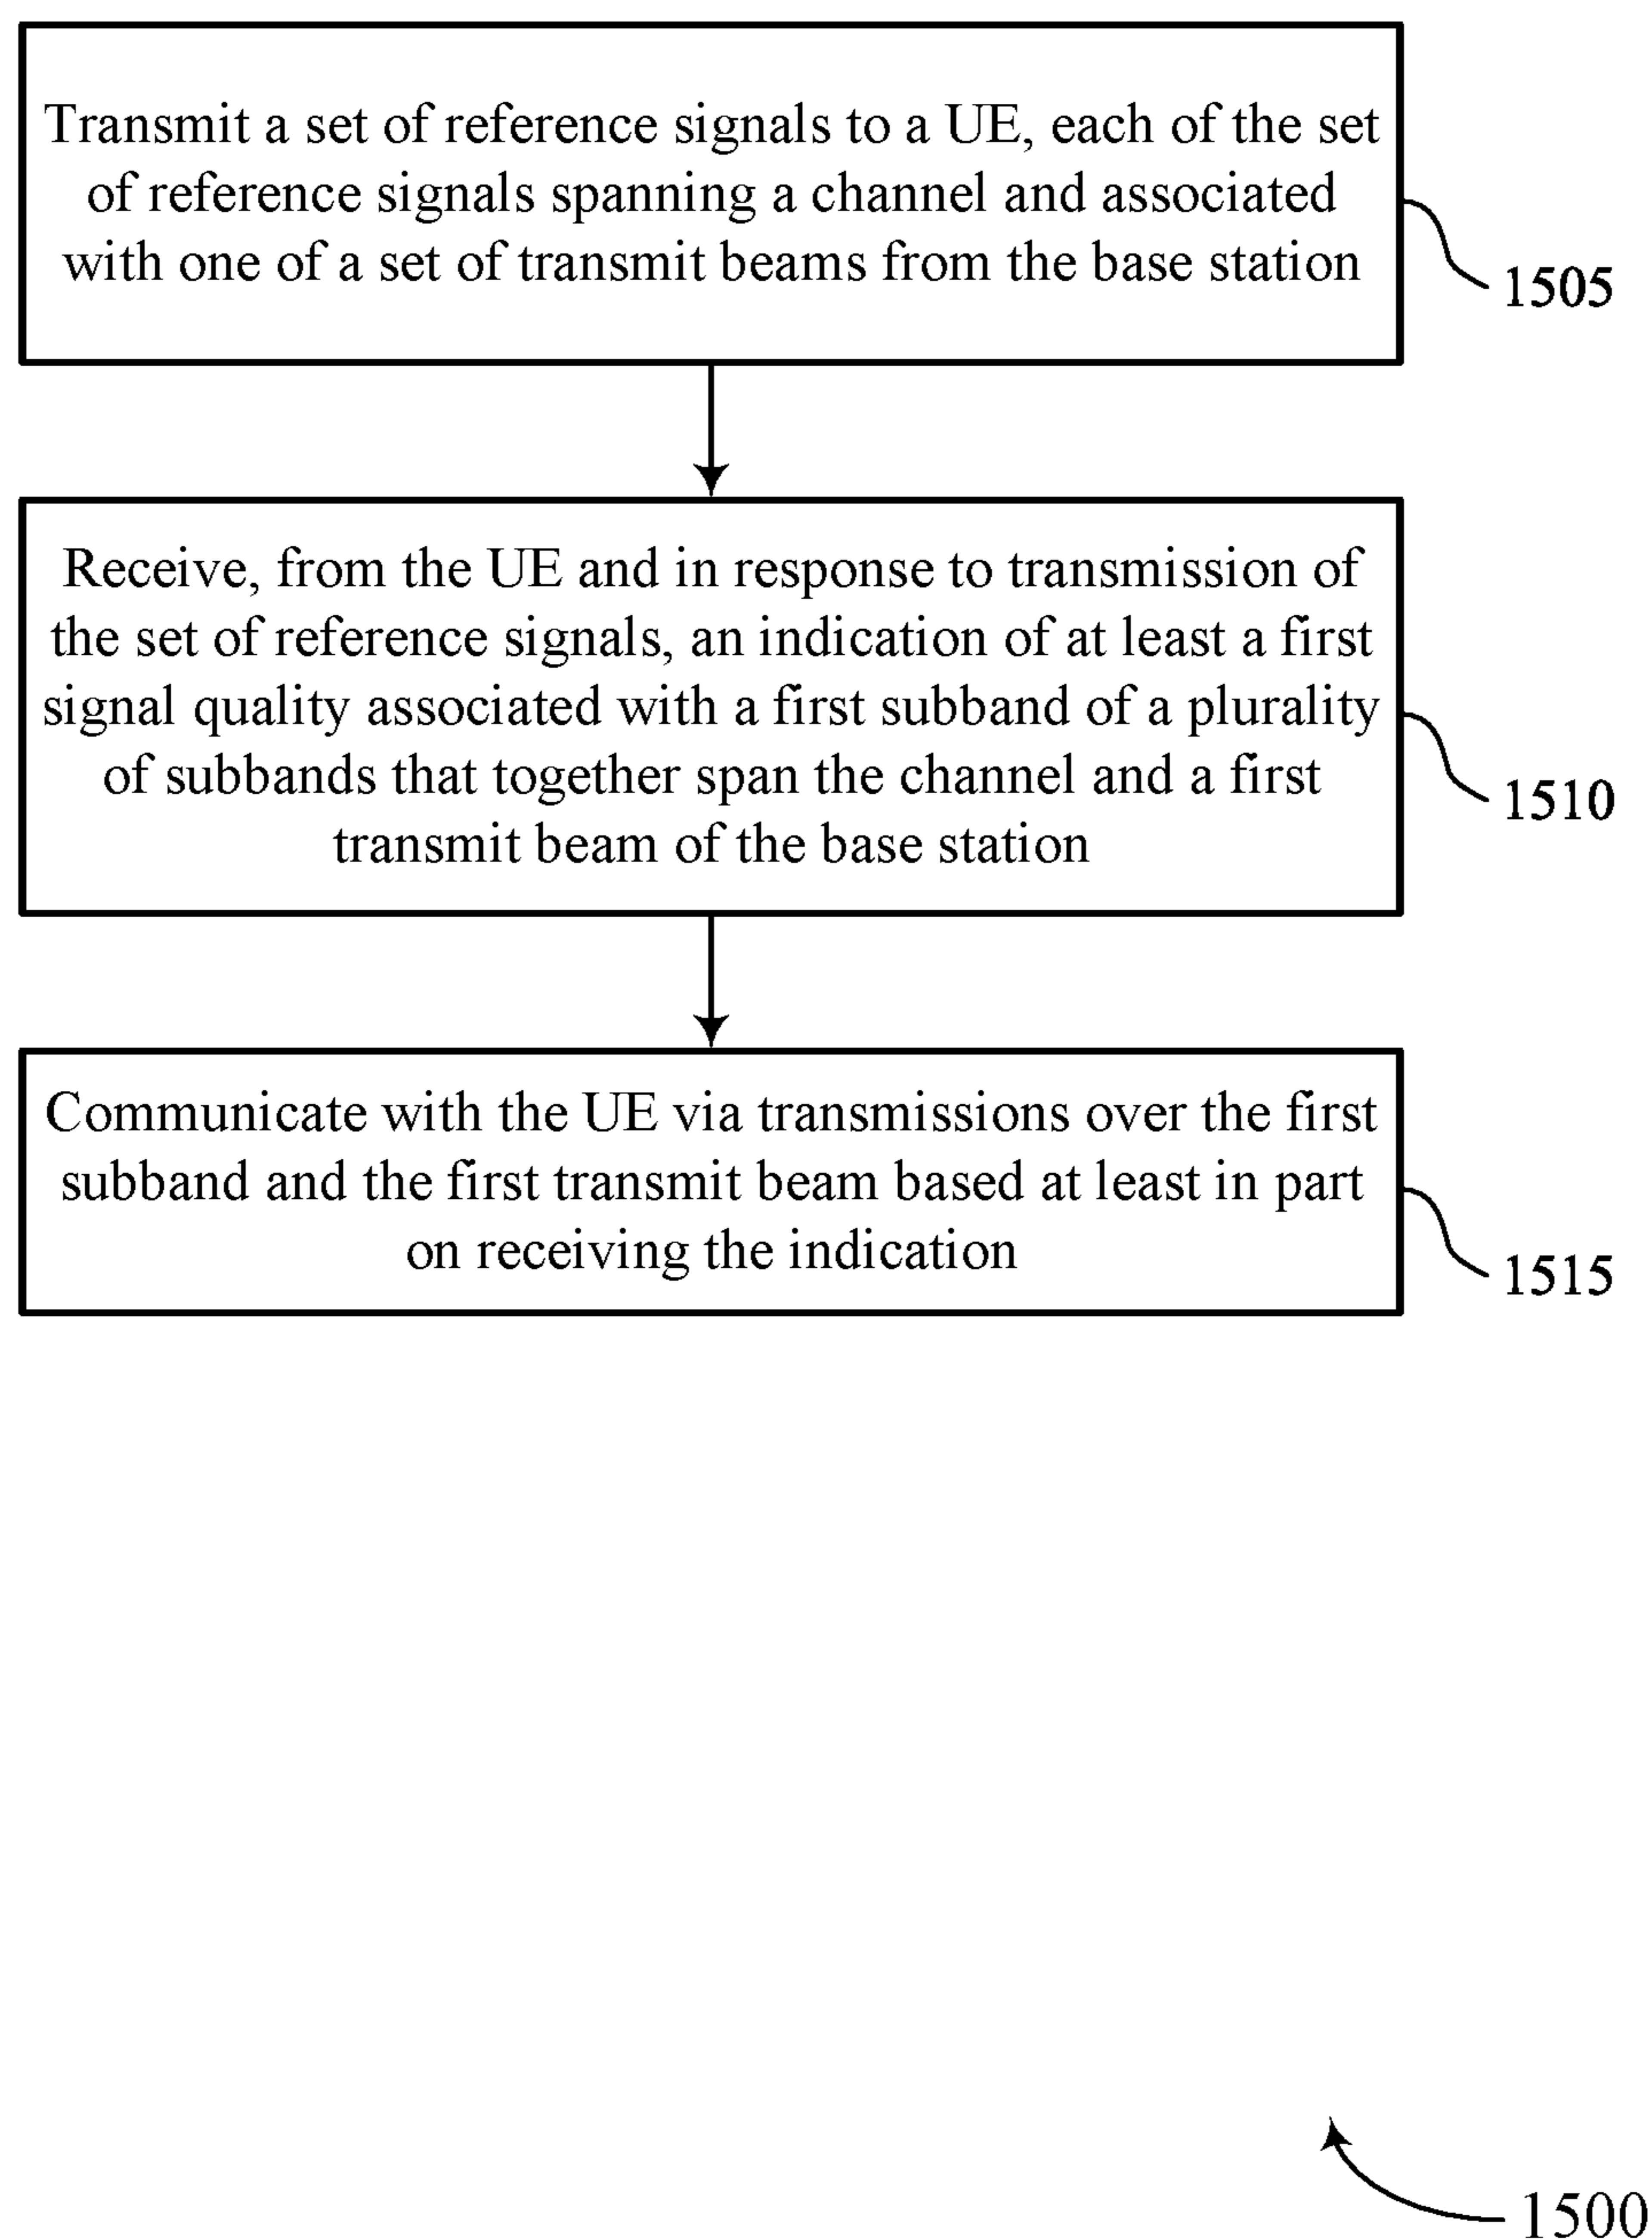 Transmit a set of reference signals to a UE, each of the set
of reference signals spanning a channel and associated
with one of a set of transmit beams from the base station
1505
Receive, from the UE and in response to transmission of
the set of reference signals, an indication of at least a first
signal quality associated with a first subband of a plurality
of subbands that together span the channel and a first
transmit beam of the base station
1510
Communicate with the UE via transmissions over the first
subband and the first transmit beam based at least in part
on receiving the indication
1515
1500